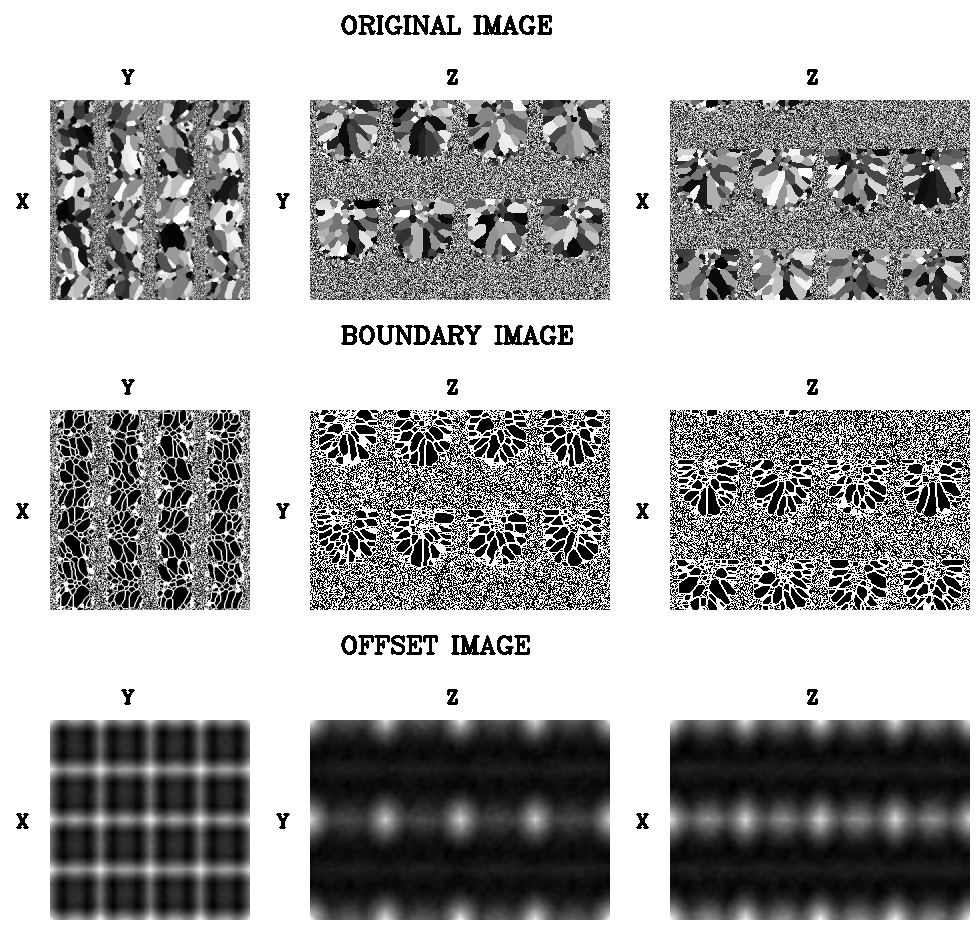 ORIGINAL IMAGE
Y Z Z
X Y X
BOUNDARY IMAGE
Y Z Z
X Y X
OFFSET IMAGE
Y Z Z
X Y X